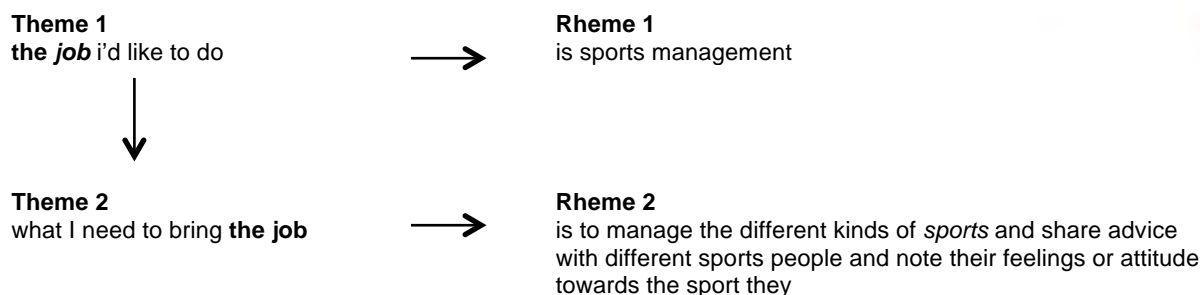 Theme 1
the job i'd like to do
Rheme 1
is sports management
Theme 2
what I need to bring the job
Rheme 2
is to manage the different kinds of sports and share advice
with different sports people and note their feelings or attitude
towards the sport they